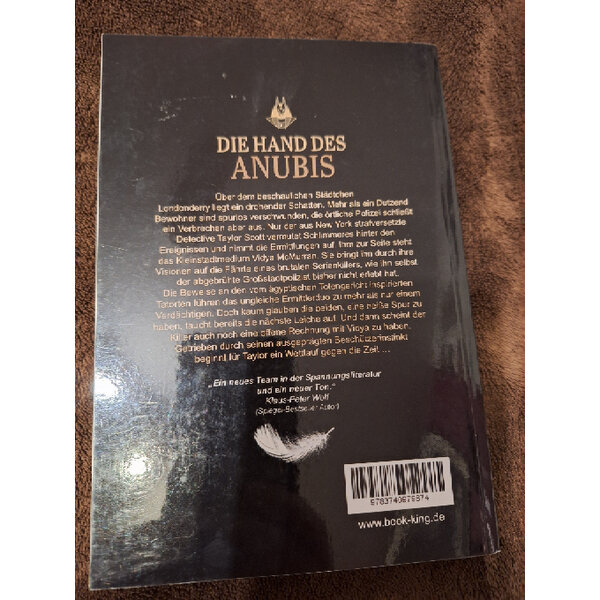 DIE HAND DES
ANUBIS
Über dem beschaulichen Städtchen
Londonderry liegt ein drohender Schatten. Mehr als ein Dutzend
Bewohner sind spurlos verschwunden, die örtliche Polizei schließt
ein Verbrechen aber aus. Nur der aus New York strafversetzte
Detective Taylor Scott vermutet Schlimmeres hinter den
Ereignissen und nimmt die Ermittlungen auf. Ihm zur Seite steht
das Kleinstadtmedium Vidya McMurran. Sie bringt ihn durch ihre
Visionen auf die Fährte eines brutalen Serienkillers, wie ihn selbst
der abgebrühte Großstadtpolizist bisher nicht erlebt hat.
Die Beweise an den vom ägyptischen Totengericht inspirierten
Tatorten führen das ungleiche Ermittlerduo zu mehr als nur einem
Verdächtigen. Doch kaum glauben die beiden, eine heiße Spur zu
haben, taucht bereits die nächste Leiche auf. Und dann scheint der
Killer auch noch eine offene Rechnung mit Vidya zu haben.
Getrieben durch seinen ausgeprägten Beschützerinstinkt
beginnt für Taylor ein Wettlauf gegen die Zeit ....
„Ein neues Team in der Spannungsliteratur
und ein neuer Ton."
Klaus-Peter Wolf
(Spiegel-Bestseller Autor)
9783740979874
www.book-king.de